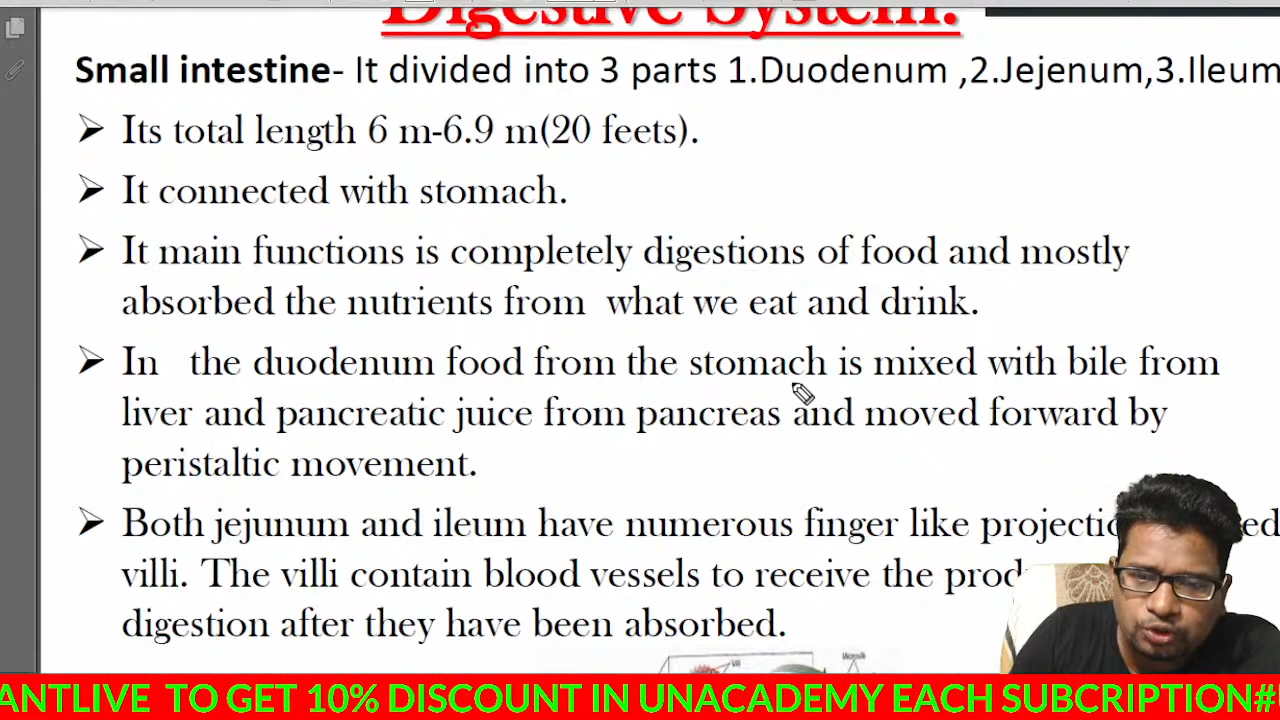 Digestive System:
Small intestine- It divided into 3 parts 1.Duodenum ,2.Jejenum,3.Ileum
➢ Its total length 6 m-6.9 m(20 feets).
➢ It connected with stomach.
➢ It main functions is completely digestions of food and mostly
absorbed the nutrients from what we eat and drink.
➢ In the duodenum food from the stomach is mixed with bile from
liver and pancreatic juice from pancreas and moved forward by
peristaltic movement.
➢ Both jejunum and ileum have numerous finger like
villi. The villi contain blood vessels to receive the
digestion after they have been absorbed.
ANTLIVE TO GET 10% DISCOUNT IN UNACADEMY EACH SUBCRIPTION#